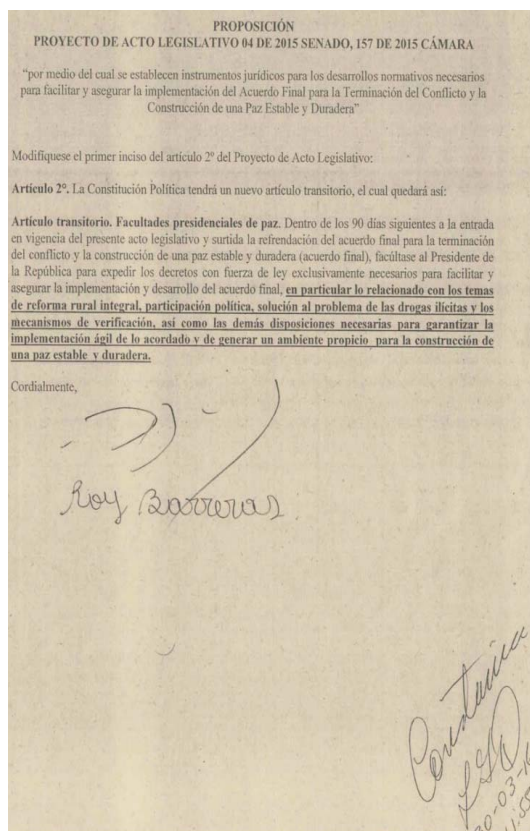 PROPOSICIÓN
PROYECTO DE ACTO LEGISLATIVO 04 DE 2015 SENADO, 157 DE 2015 CÁMARA
“por medio del cual se establecen instrumentos jurídicos para los desarrollos normativos necesarios
para facilitar y asegurar la implementación del Acuerdo Final para la Terminación del Conflicto y la
Construcción de una Paz Estable y Duradera”
Modifíquese el primer inciso del artículo 2º del Proyecto de Acto Legislativo:
Artículo 2°. La Constitución Política tendrá un nuevo artículo transitorio, el cual quedará así:
Artículo transitorio. Facultades presidenciales de paz. Dentro de los 90 días siguientes a la entrada
en vigencia del presente acto legislativo y surtida la refrendación del acuerdo final para la terminación
del conflicto y la construcción de una paz estable y duradera (acuerdo final), facúltase al Presidente de
la República para expedir los decretos con fuerza de ley exclusivamente necesarios para facilitar y
asegurar la implementación y desarrollo del acuerdo final, en particular lo relacionado con los temas
de reforma rural integral, participación política, solución al problema de las drogas ilícitas y los
mecanismos de verificación, así como las demás disposiciones necesarias para garantizar la
implementación ágil de lo acordado y de generar un ambiente propicio para la construcción de
una paz estable y duradera.
Cordialmente,
Roy Barreras
Constancia